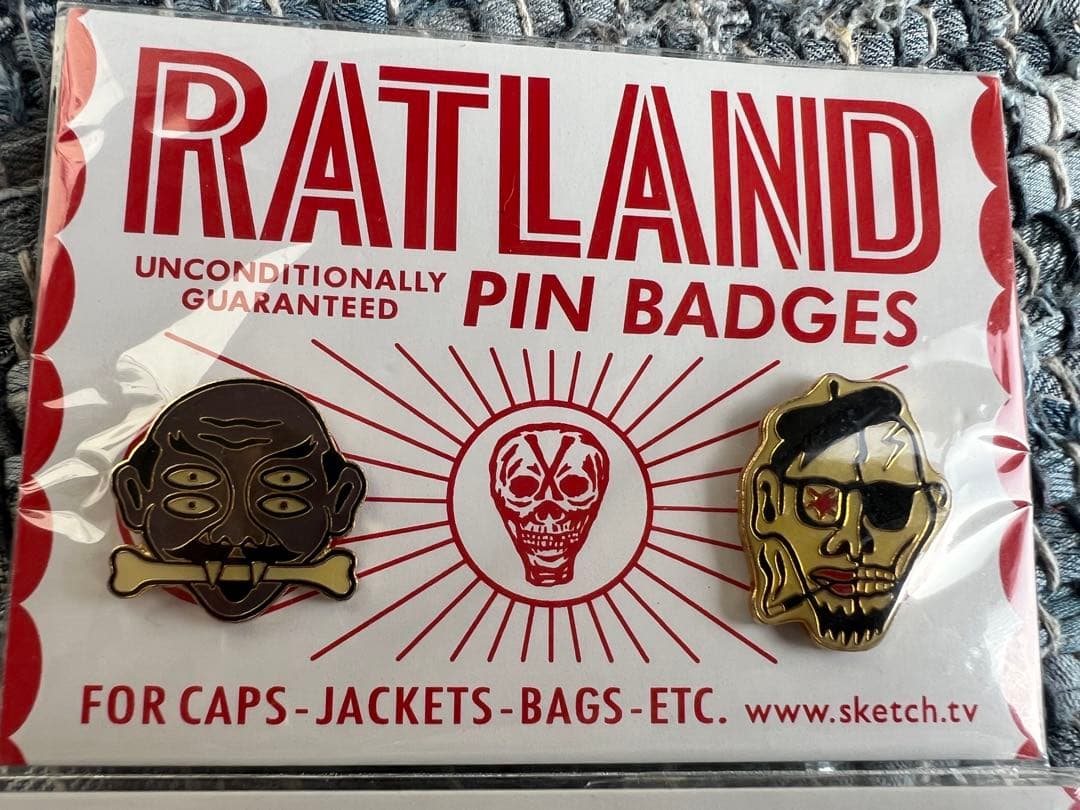 RATLAND
UNCONDITIONALLY
GUARANTEED
PIN BADGES
FOR CAPS-JACKETS-BAGS-ETC. www.sketch.tv